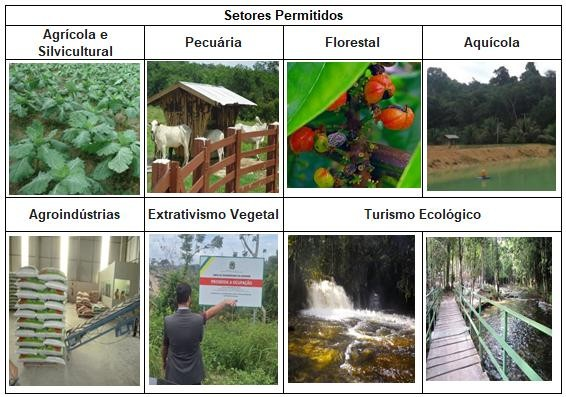 Setores Permitidos
Agrícola e
Silvicultural
Pecuária
Florestal
Aquícola
Agroindústrias
Extrativismo Vegetal
Turismo Ecológico
PROIBIDA A OCUPAÇÃO